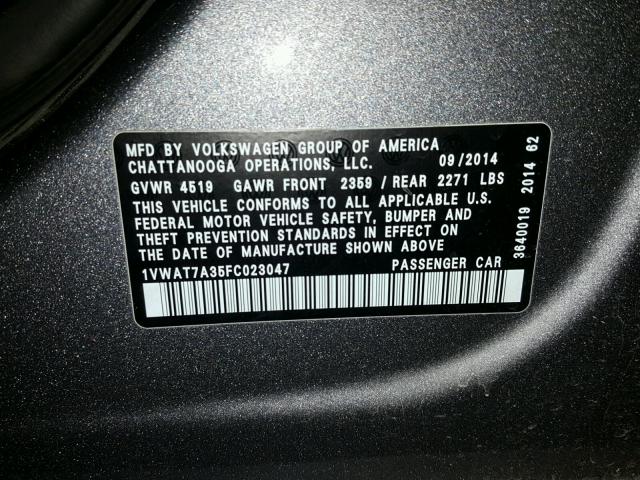 MFD BY VOLKSWAGEN GROUP OF AMERICA
CHATTANOOGA OPERATIONS, LLC. 09/2014
GVWR 4519 GAWR FRONT 2359 / REAR 2271 LBS
THIS VEHICLE CONFORMS TO ALL APPLICABLE U.S.
FEDERAL MOTOR VEHICLE SAFETY, BUMPER AND
THEFT PREVENTION STANDARDS IN EFFECT ON
THE DATE OF MANUFACTURE SHOWN ABOVE
1VWAT7A35FC023047 PASSENGER CAR
3640019 2014 62